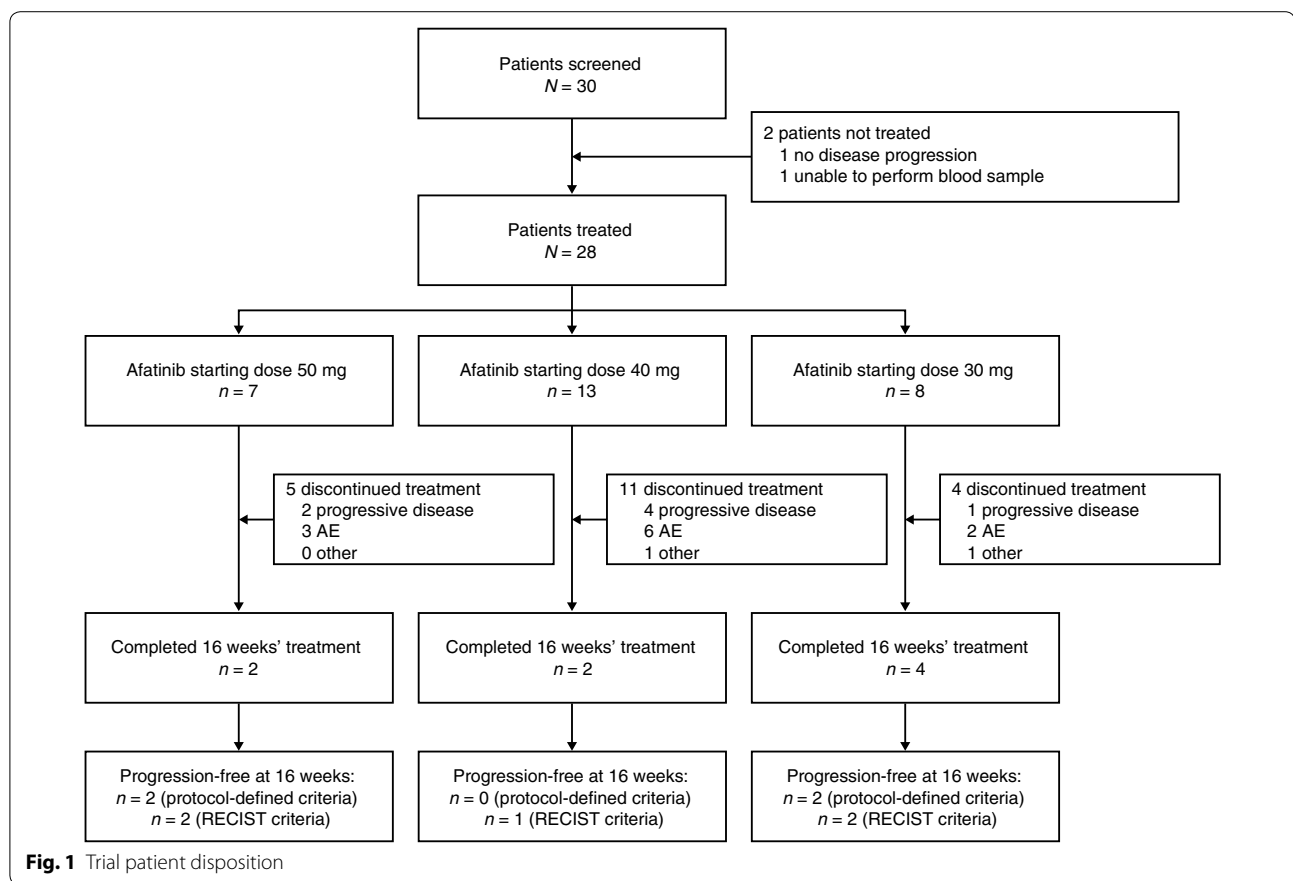 Patients screened
N = 30
2 patients not treated
1 no disease progression
1 unable to perform blood sample
Patients treated
N = 28
Afatinib starting dose 50 mg
n = 7
Afatinib starting dose 40 mg
n = 13
Afatinib starting dose 30 mg
n = 8
5 discontinued treatment
2 progressive disease
3 AE
0 other
11 discontinued treatment
4 progressive disease
6 AE
1 other
4 discontinued treatment
1 progressive disease
2 AE
1 other
Completed 16 weeks’ treatment
n = 2
Completed 16 weeks’ treatment
n = 2
Completed 16 weeks’ treatment
n = 4
Progression-free at 16 weeks:
n = 2 (protocol-defined criteria)
n = 2 (RECIST criteria)
Progression-free at 16 weeks:
n = 0 (protocol-defined criteria)
n = 1 (RECIST criteria)
Progression-free at 16 weeks:
n = 2 (protocol-defined criteria)
n = 2 (RECIST criteria)
Fig. 1 Trial patient disposition